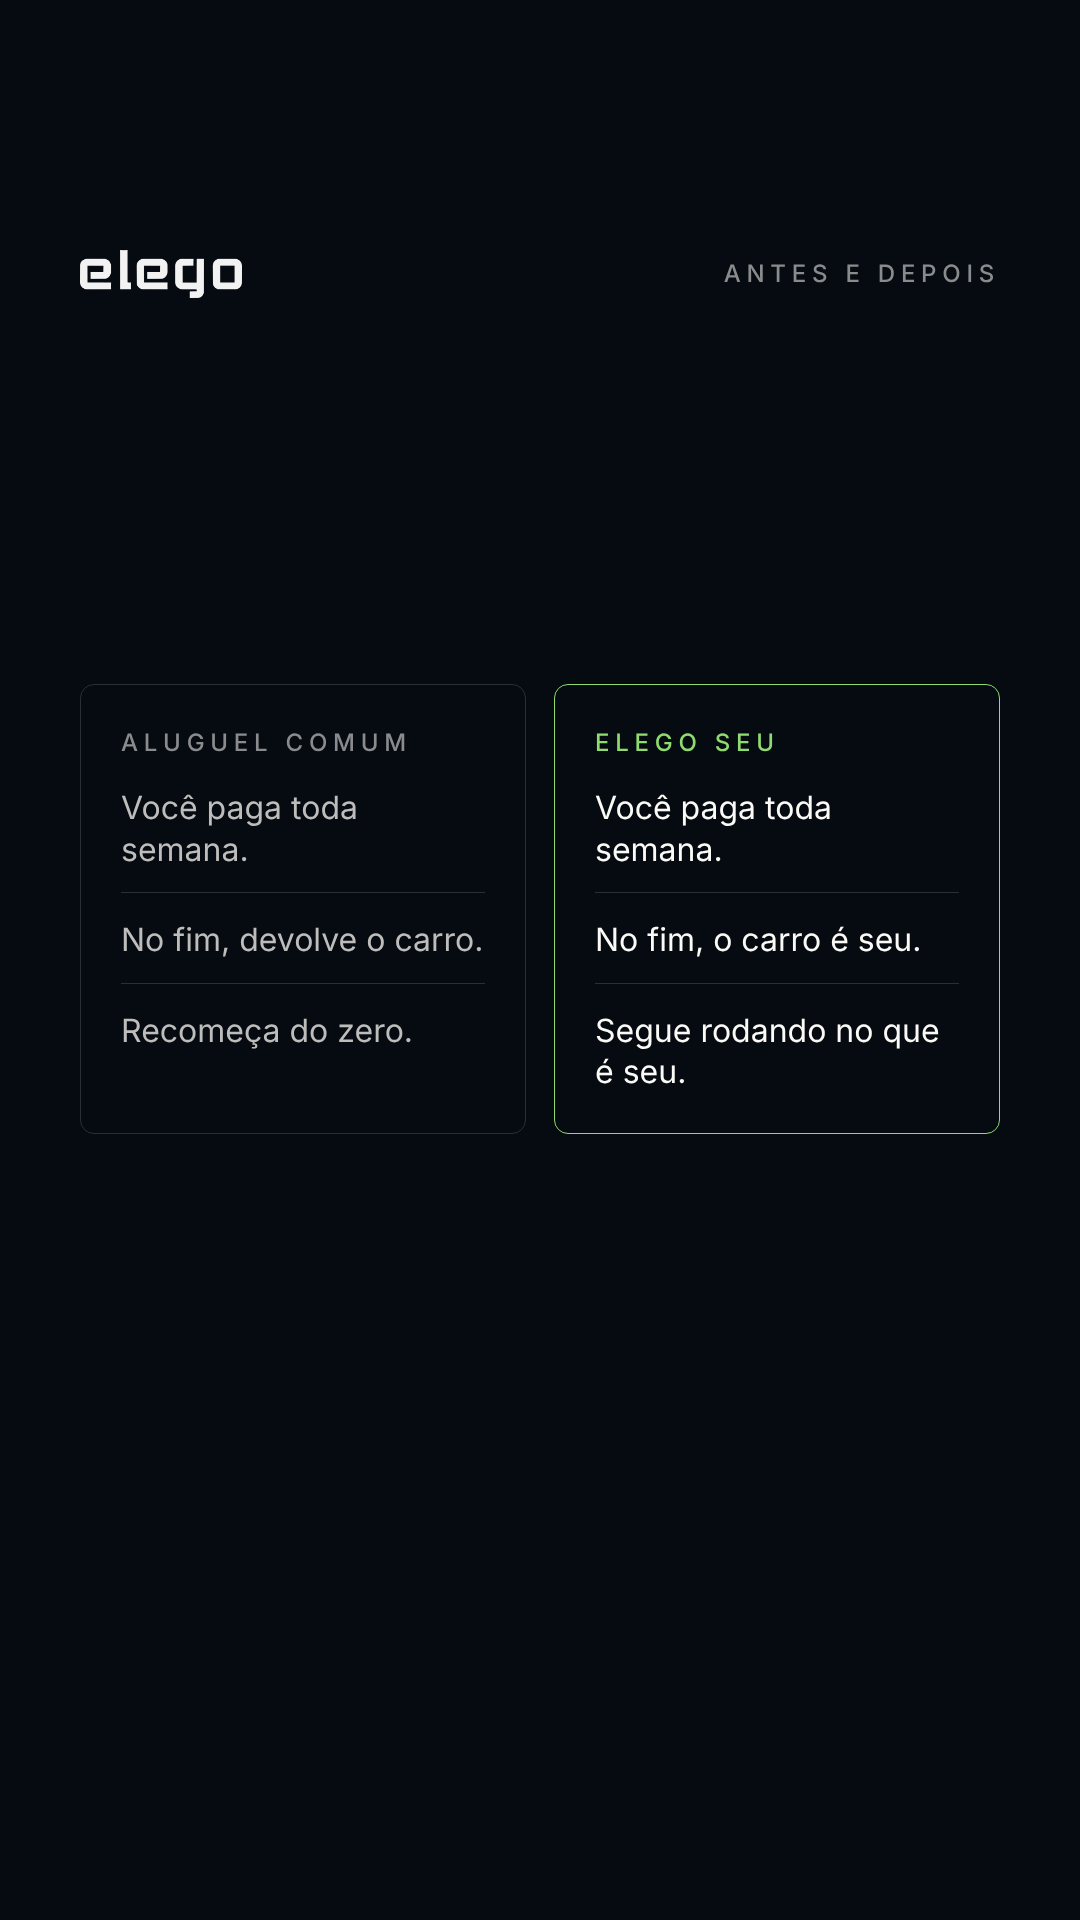 elego
ANTES E DEPOIS
ALUGUEL COMUM
Você paga toda
semana.
No fim, devolve o carro.
Recomeça do zero.
ELEGO SEU
Você paga toda
semana.
No fim, o carro é seu.
Segue rodando no que
é seu.